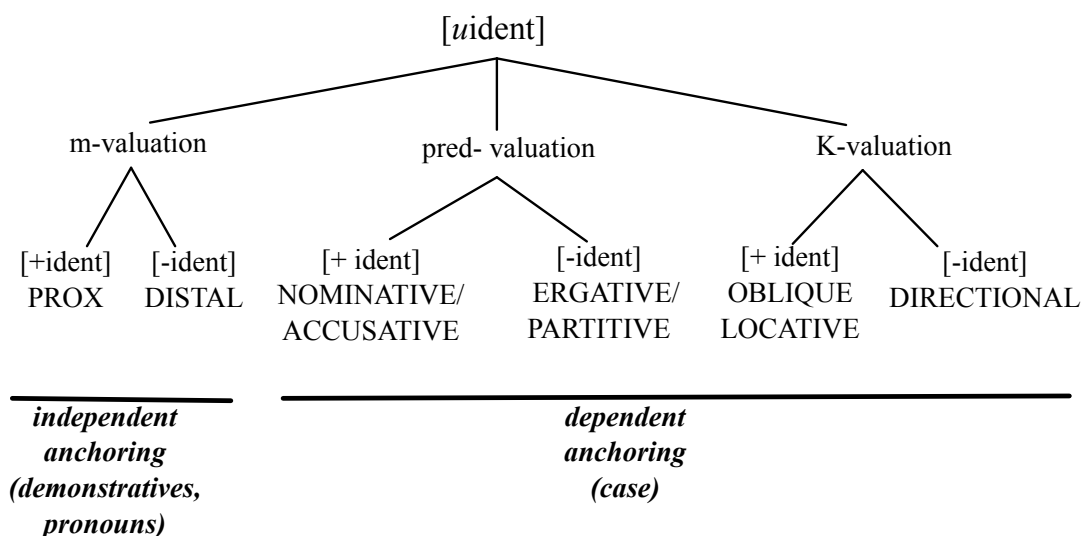 [uident]
m-valuation
pred- valuation
K-valuation
[+ident]
PROX
[-ident]
DISTAL
[+ ident]
NOMINATIVE/
ACCUSATIVE
[-ident]
ERGATIVE/
PARTITIVE
[+ ident]
OBLIQUE
LOCATIVE
[-ident]
DIRECTIONAL
independent
anchoring
(demonstratives,
pronouns)
dependent
anchoring
(case)